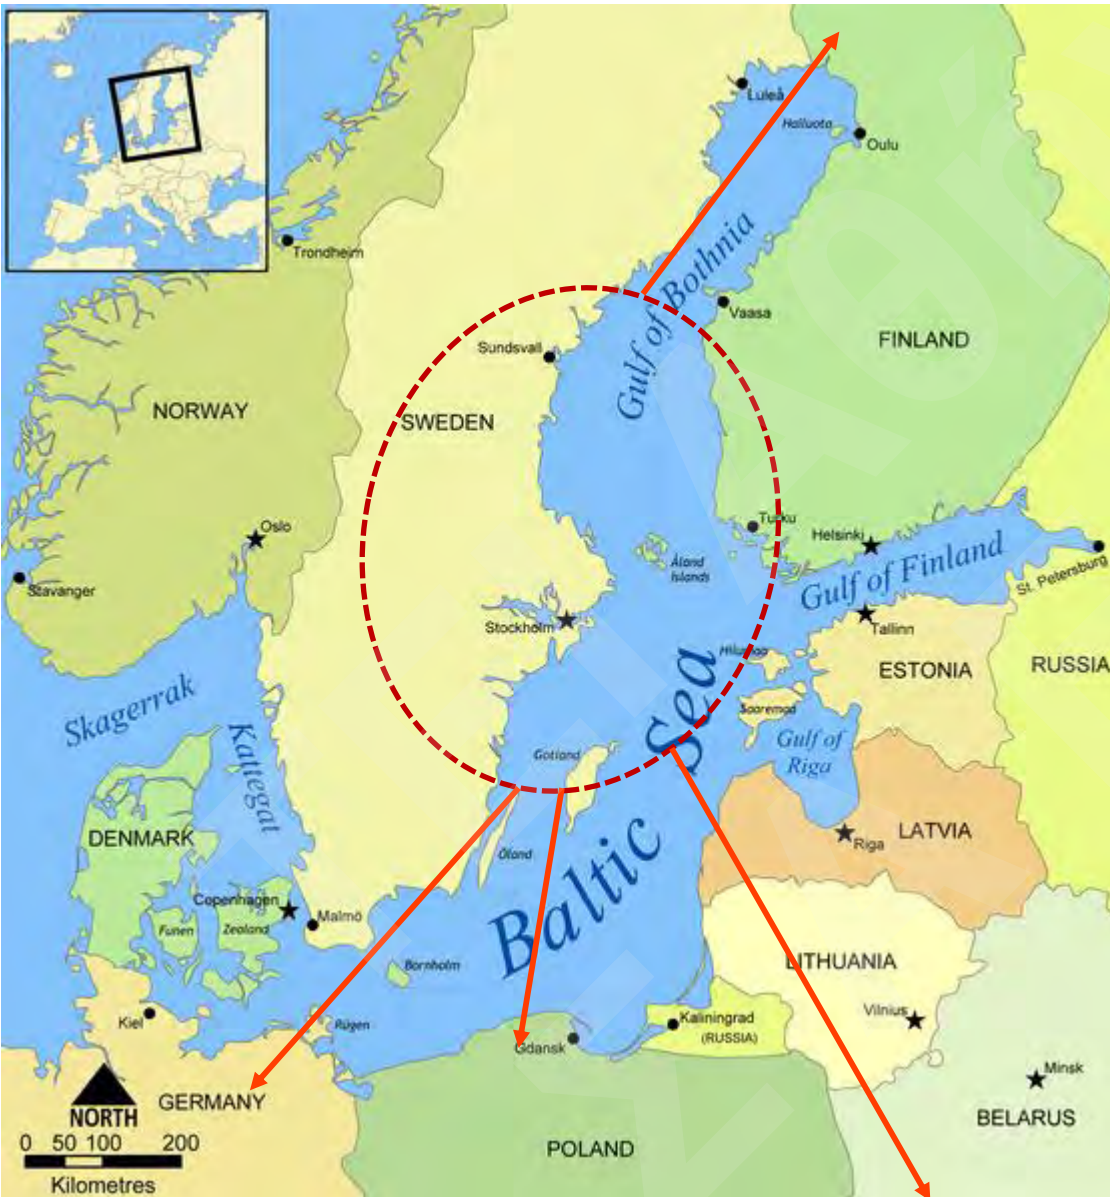 Luleå
Hailuoto
Oulu
Trondheim
Gulf of Bothnia
Vaasa
FINLAND
Sundsvall
NORWAY
SWEDEN
Oslo
Turku
Helsinki
Åland
Islands
Gulf of Finland
St. Petersburg
Stavanger
Stockholm
Tallinn
Hiiumaa
ESTONIA
RUSSIA
Skagerrak
Kattegat
Saaremaa
Gulf of
Riga
Gotland
Baltic Sea
DENMARK
Riga
LATVIA
Öland
Copenhagen
Malmö
Funen
Zealand
Bornholm
LITHUANIA
Kiel
Rügen
Kaliningrad
(RUSSIA)
Vilnius
Gdansk
Minsk
NORTH
GERMANY
BELARUS
POLAND
0 50 100 200
Kilometres